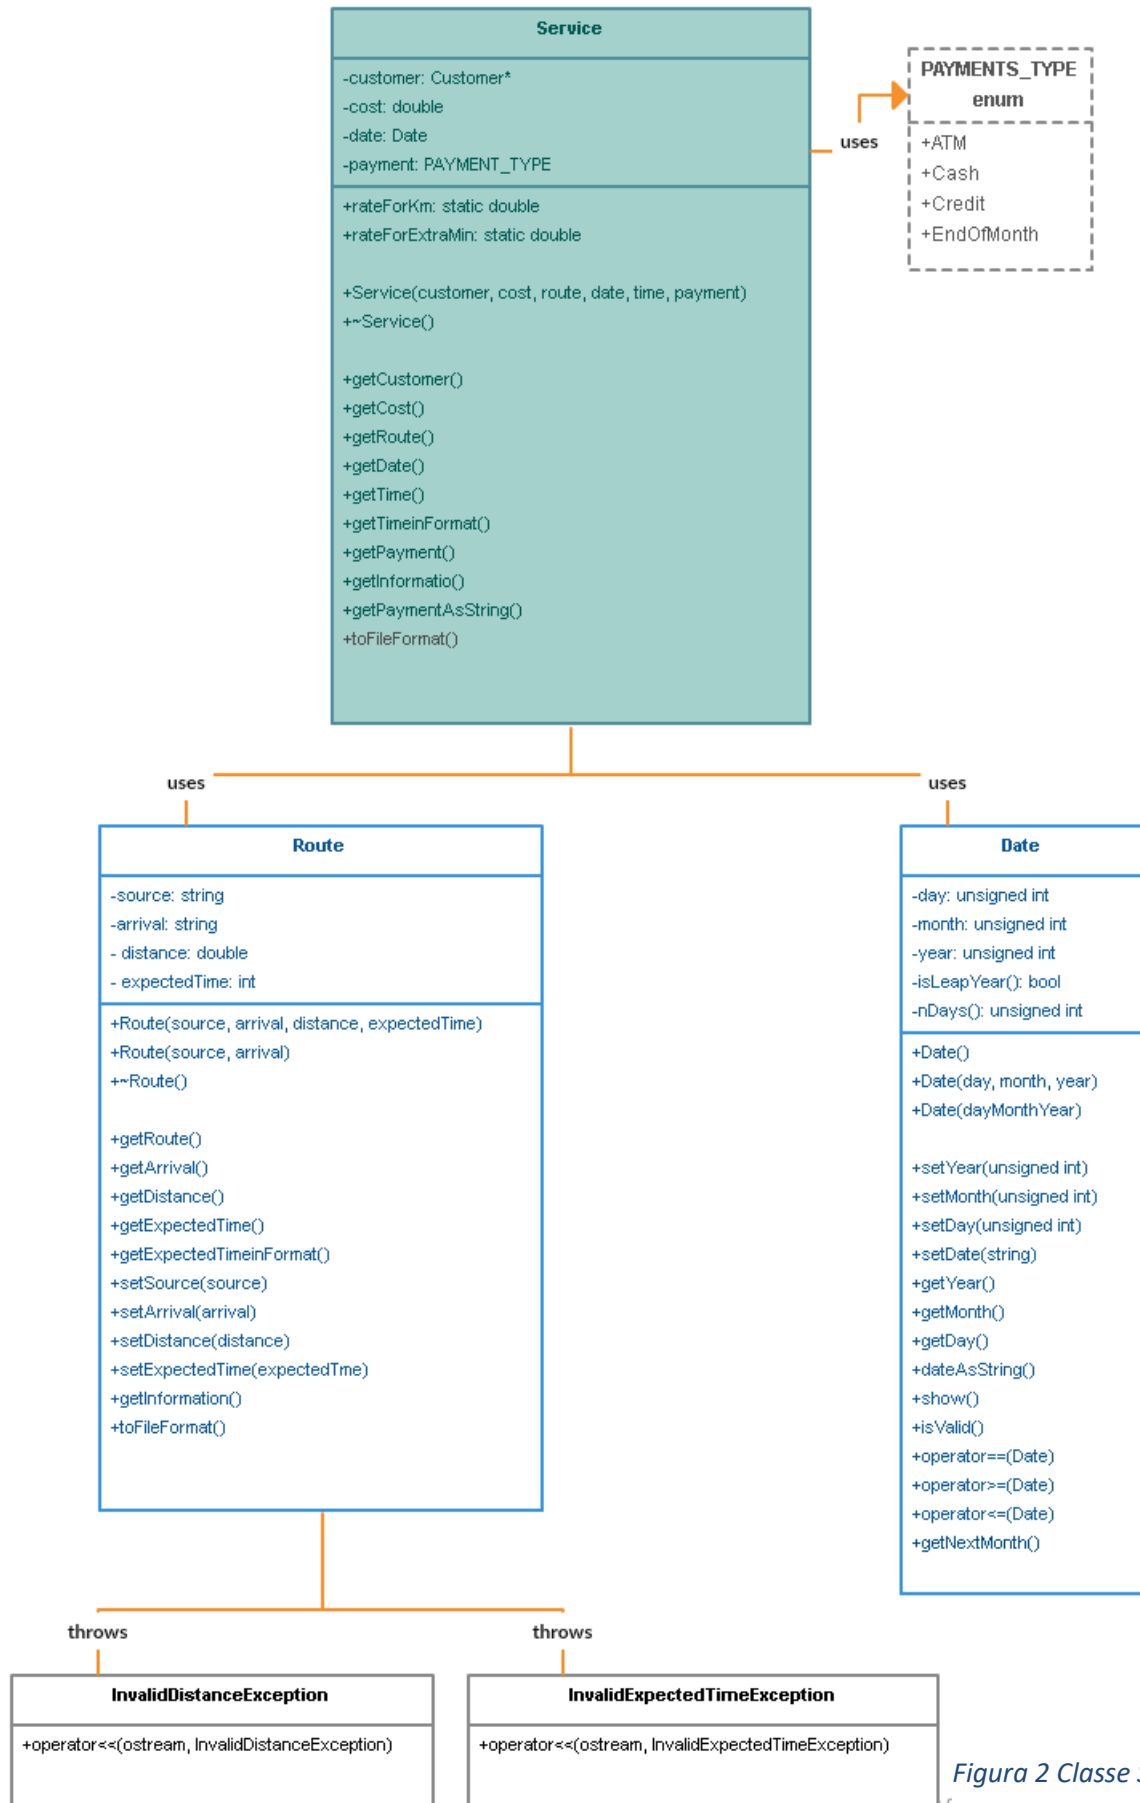 Service
-customer: Customer*
-cost: double
-date: Date
-payment: PAYMENT_TYPE
+rateForKm: static double
+rateForExtraMin: static double
+Service(customer, cost, route, date, time, payment)
+~Service()
+getCustomer()
+getCost()
+getRoute()
+getDate()
+getTime()
+getTimeinFormat()
+getPayment()
+getInformatio()
+getPaymentAsString()
+toFileFormat()
uses
PAYMENTS_TYPE
enum
+ATM
+Cash
+Credit
+EndOfMonth
uses
uses
Route
-source: string
-arrival: string
- distance: double
- expectedTime: int
+Route(source, arrival, distance, expectedTime)
+Route(source, arrival)
+~Route()
+getRoute()
+getArrival()
+getDistance()
+getExpectedTime()
+getExpectedTimeinFormat()
+setSource(source)
+setArrival(arrival)
+setDistance(distance)
+setExpectedTime(expectedTme)
+getInformation()
+toFileFormat()
Date
-day: unsigned int
-month: unsigned int
-year: unsigned int
-isLeapYear(): bool
-nDays(): unsigned int
+Date()
+Date(day, month, year)
+Date(dayMonthYear)
+setYear(unsigned int)
+setMonth(unsigned int)
+setDay(unsigned int)
+setDate(string)
+getYear()
+getMonth()
+getDay()
+dateAsString()
+show()
+isValid()
+operator==(Date)
+operator>=(Date)
+operator<=(Date)
+getNextMonth()
throws
throws
InvalidDistanceException
+operator<<(ostream, InvalidDistanceException)
InvalidExpectedTimeException
+operator<<(ostream, InvalidExpectedTimeException)
Figura 2 Classe